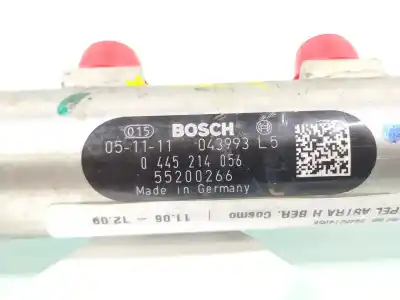 015 BOSCH
05-11-11 043993 L5
0 445 214 056
55200266
Made in Germany
OPEL ASTRA H BER. Cosmo
11.06 - 12.09